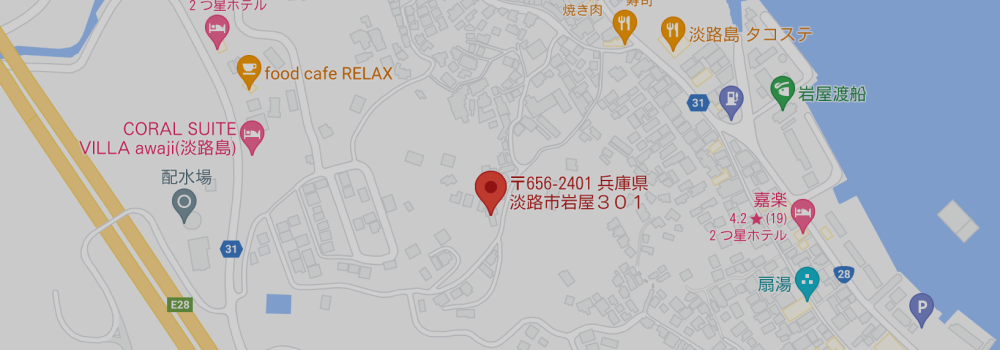 2 つ星ホテル
焼き肉
寿司
淡路島 タコステ
food cafe RELAX
31
岩屋渡船
CORAL SUITE
VILLA awaji(淡路島)
配水場
〒656-2401 兵庫県
淡路市岩屋３０１
嘉楽
4.2★(19)
2 つ星ホテル
31
28
扇湯
E28
P